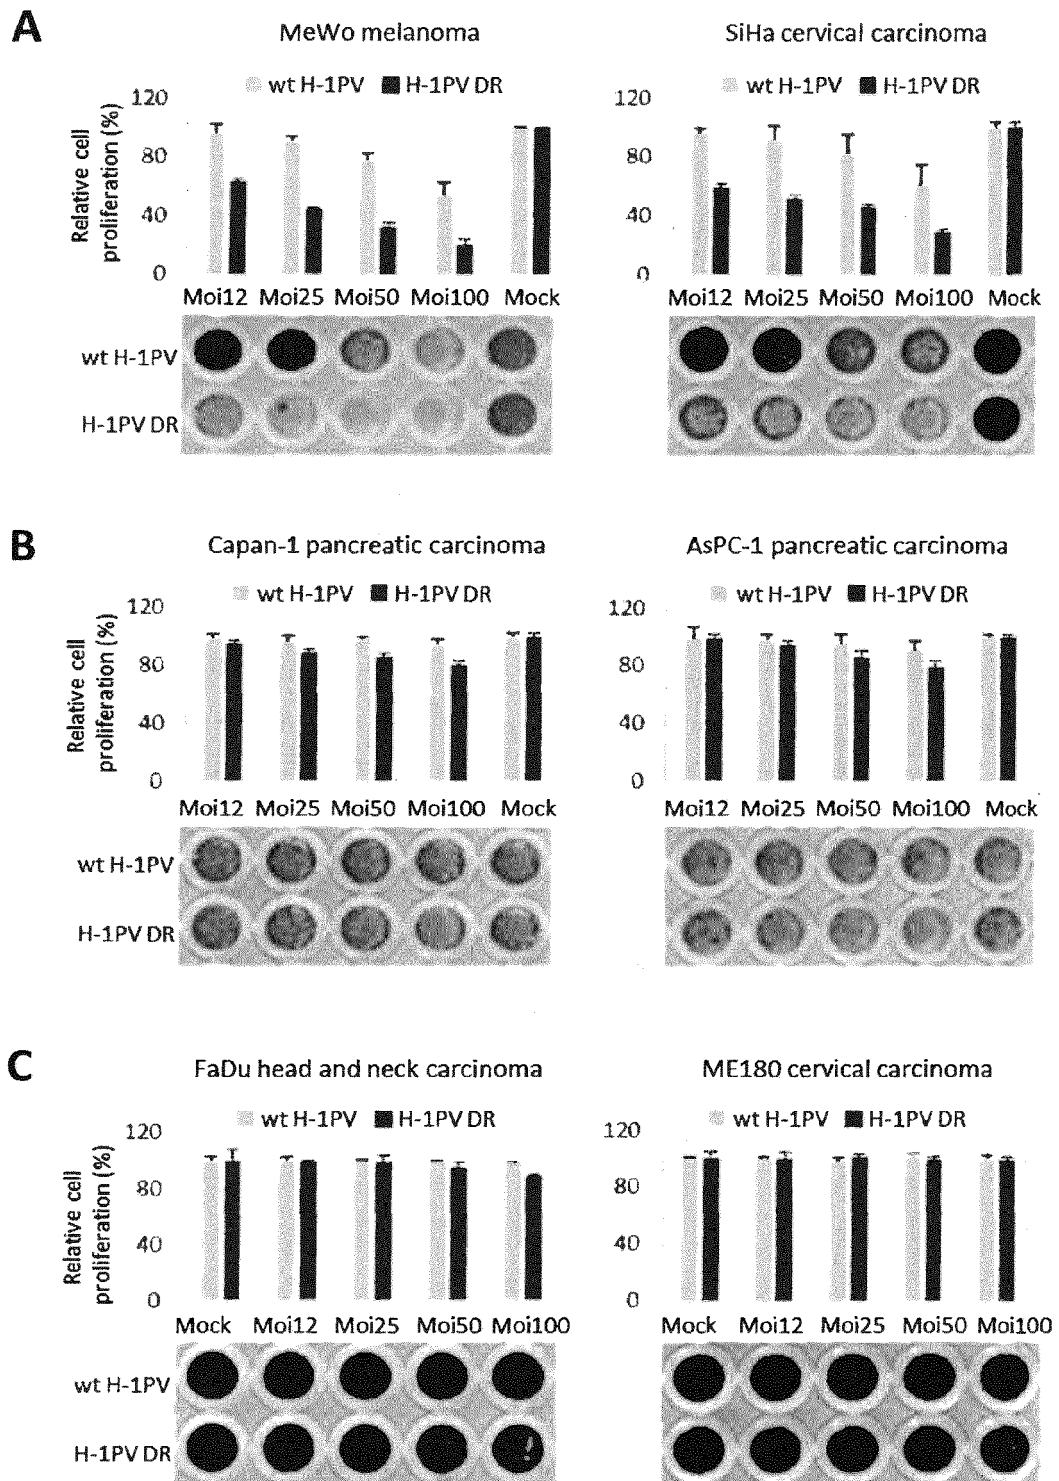 A
MeWo melanoma
SiHa cervical carcinoma
wt H-1PV H-1PV DR
wt H-1PV H-1PV DR
Relative cell
proliferation (%)
120
80
40
0
120
80
40
0
Moi12 Moi25 Moi50 Moi100 Mock
Moi12 Moi25 Moi50 Moi100 Mock
wt H-1PV
H-1PV DR
B
Capan-1 pancreatic carcinoma
AsPC-1 pancreatic carcinoma
wt H-1PV H-1PV DR
wt H-1PV H-1PV DR
Relative cell
proliferation (%)
120
80
40
0
120
80
40
0
Moi12 Moi25 Moi50 Moi100 Mock
Moi12 Moi25 Moi50 Moi100 Mock
wt H-1PV
H-1PV DR
C
FaDu head and neck carcinoma
ME180 cervical carcinoma
wt H-1PV H-1PV DR
wt H-1PV H-1PV DR
Relative cell
proliferation (%)
120
80
40
0
120
80
40
0
Mock Moi12 Moi25 Moi50 Moi100
Mock Moi12 Moi25 Moi50 Moi100
wt H-1PV
H-1PV DR